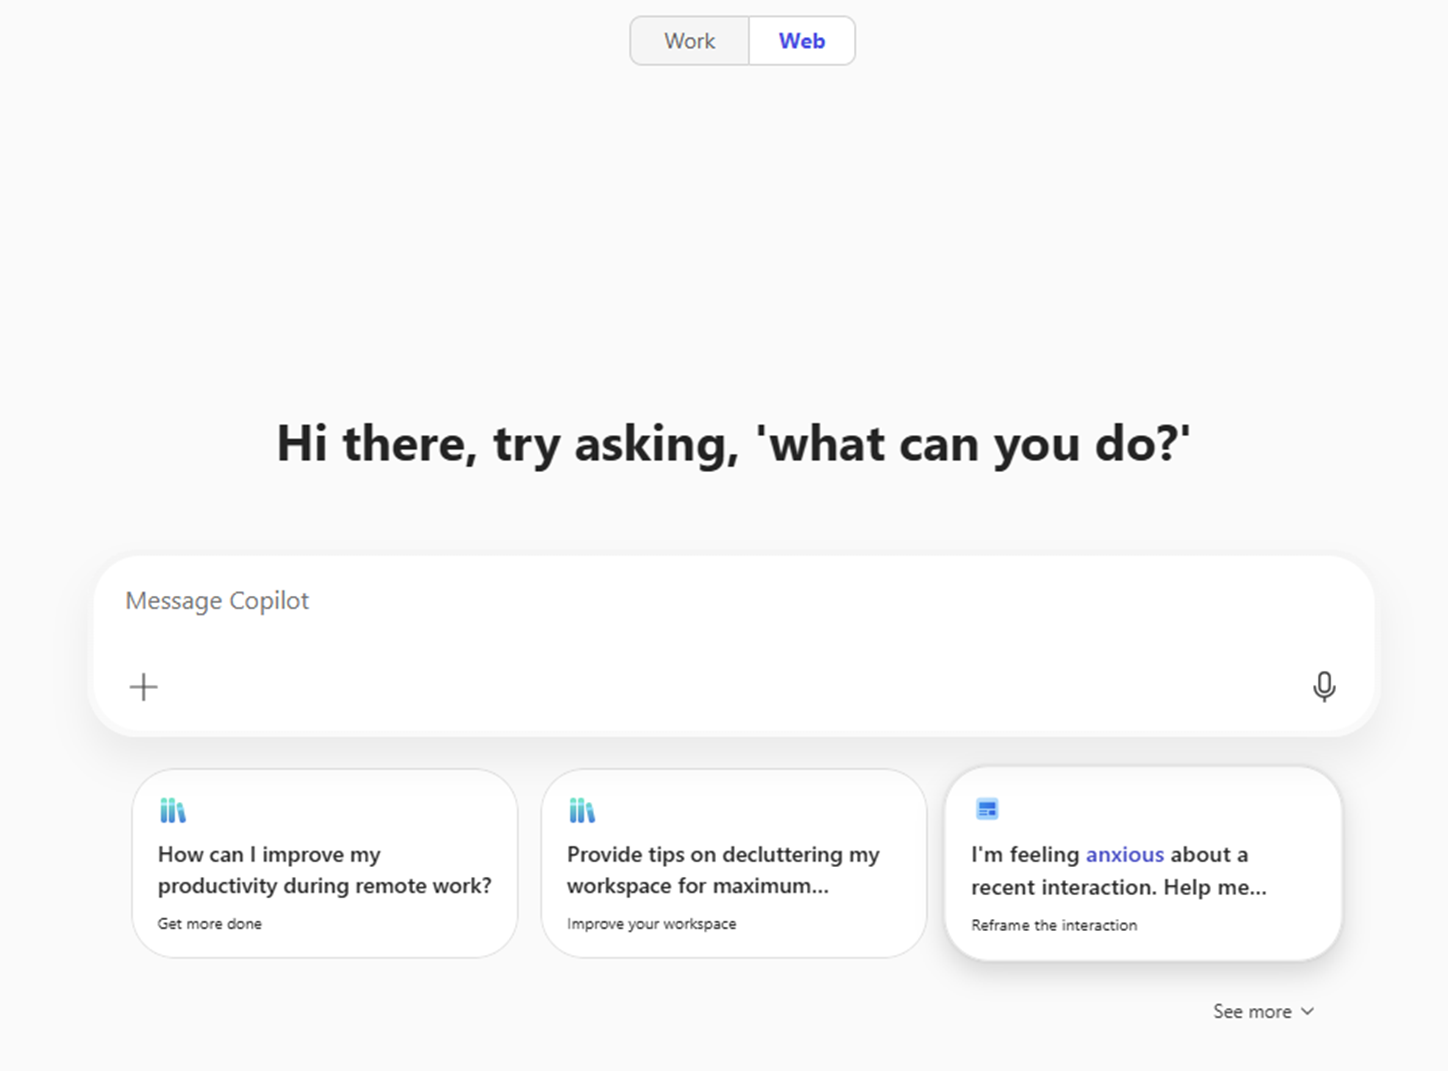 Work
Web
Hi there, try asking, 'what can you do?'
Message Copilot
How can I improve my
productivity during remote work?
Get more done
Provide tips on decluttering my
workspace for maximum...
Improve your workspace
I'm feeling anxious about a
recent interaction. Help me...
Reframe the interaction
See more